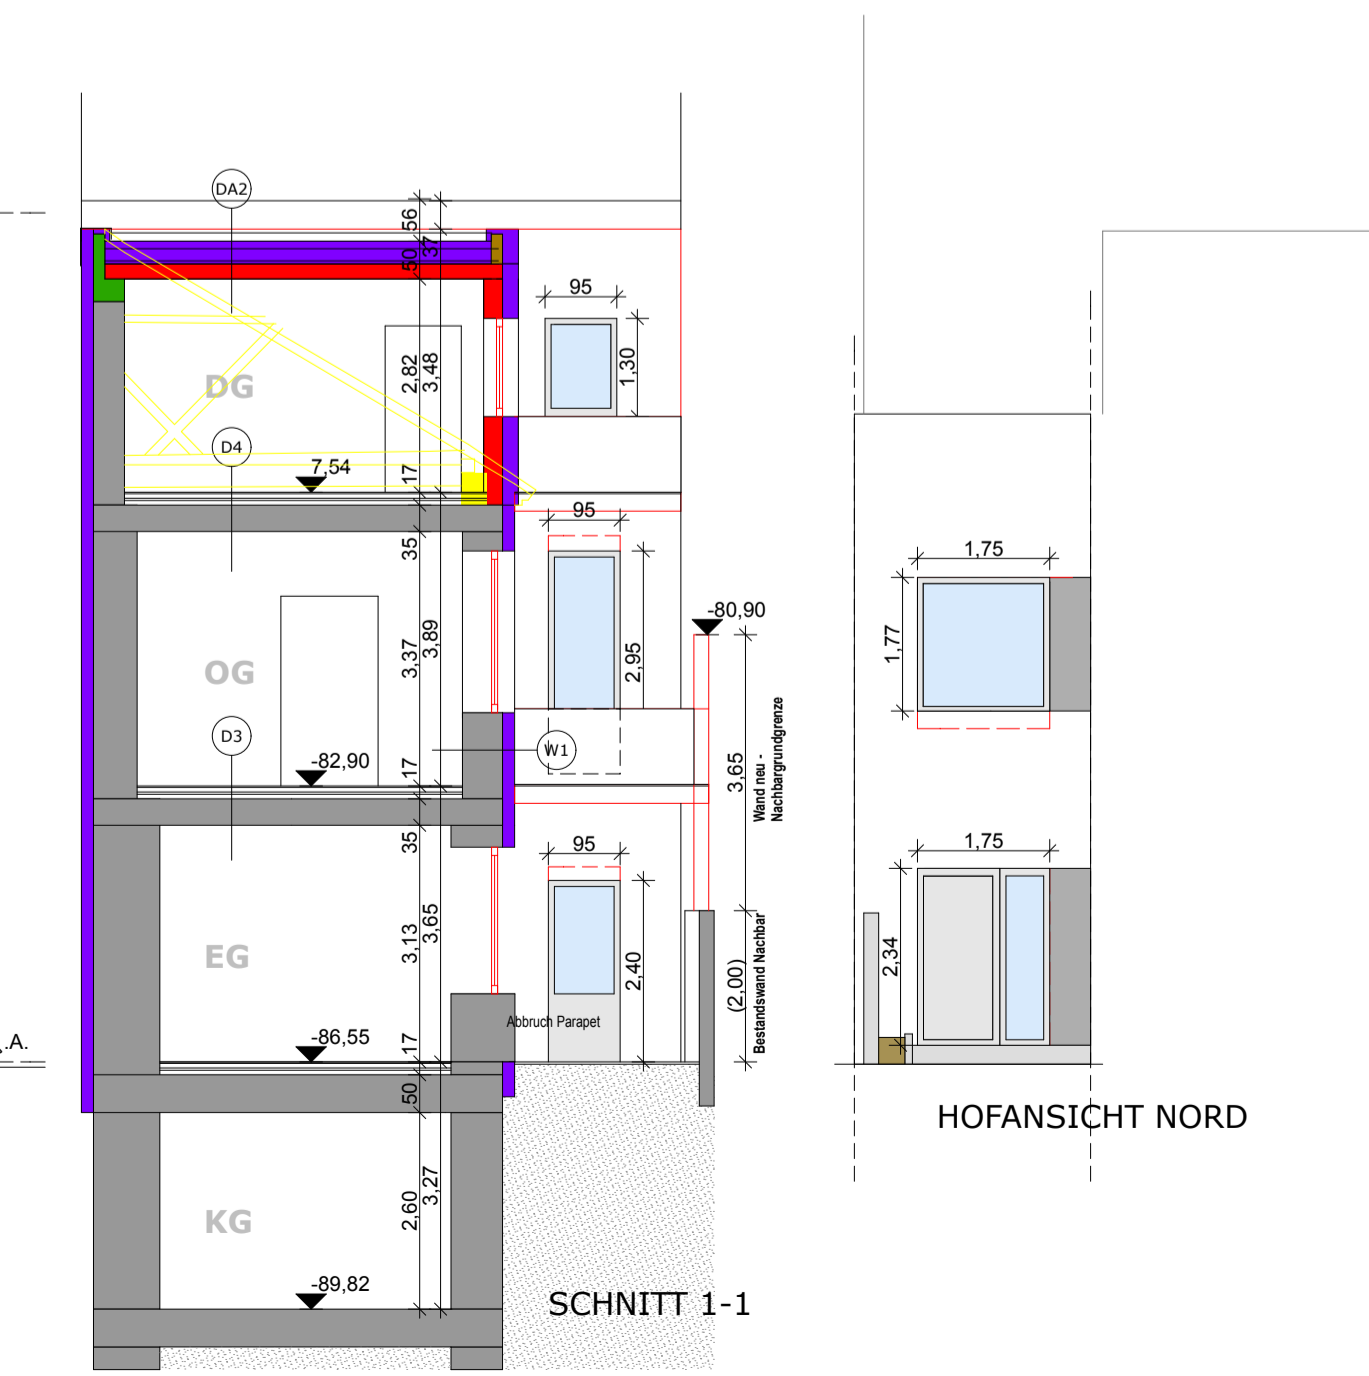 DA2
56
37
50
95
1,30
2,82
3,48
DG
D4
7,54
17
95
35
-80,90
3,37
3,89
2,95
OG
D3
W1
3,65
Wand neu -
Nachbargrundgrenze
-82,90
17
35
95
3,13
3,65
EG
2,40
(2,00)
Bestandswand Nachbar
Abbruch Parapet
-86,55
17
.A.
50
2,60
3,27
KG
-89,82
SCHNITT 1-1
1,75
1,77
1,75
2,34
HOFANSICHT NORD